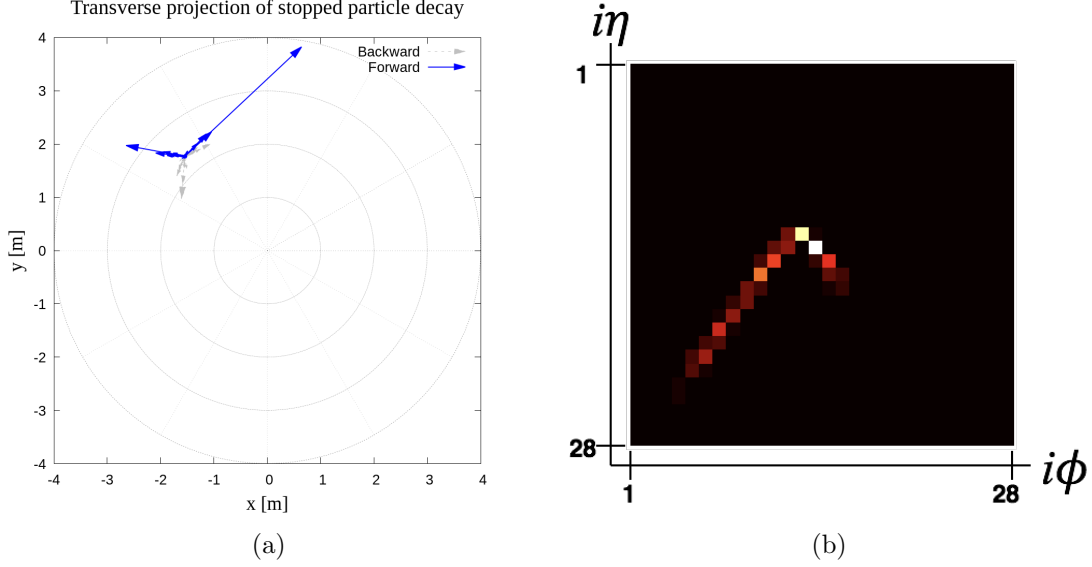 Transverse projection of stopped particle decay
Backward
Forward
4
3
2
1
0
-1
-2
-3
-4
-4
-3
-2
-1
0
1
2
3
4
y [m]
x [m]
(a)
iη
1
28
1
28
iϕ
(b)